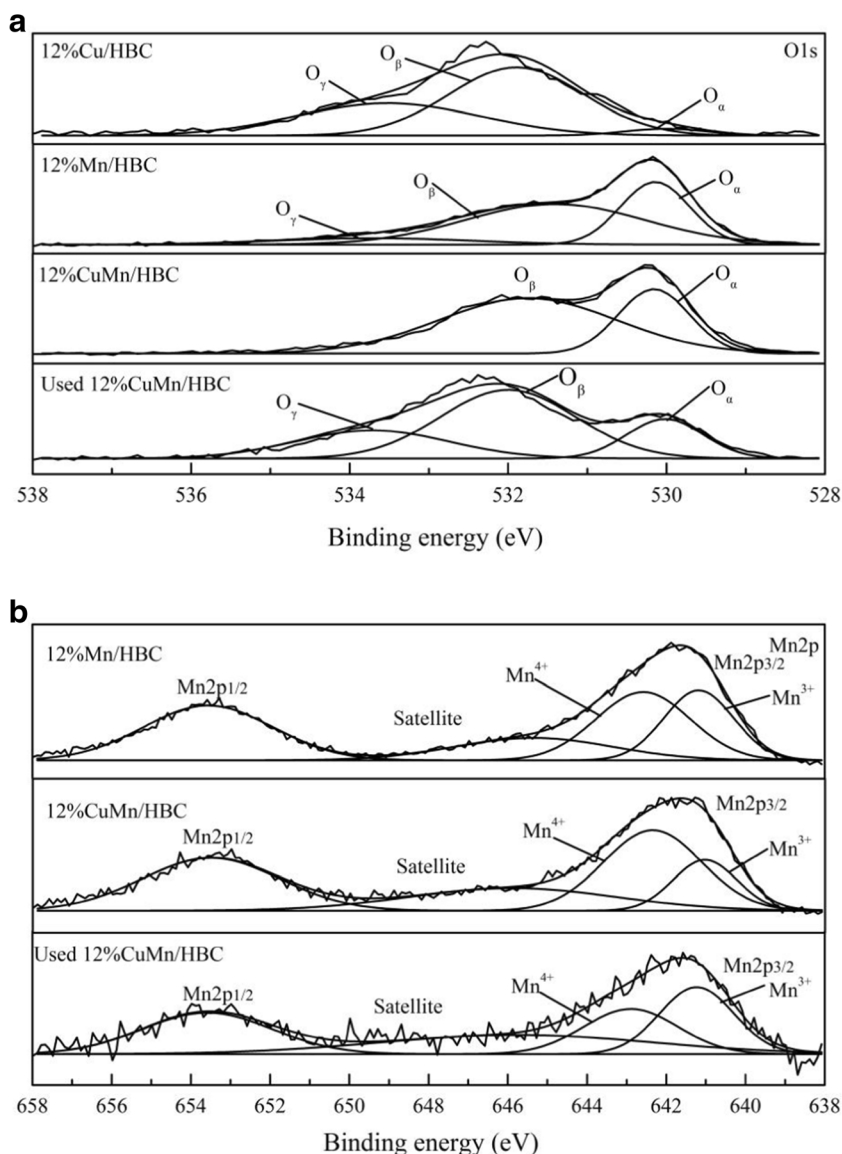 a
12%Cu/HBC O1s
Oγ Oβ Oα
12%Mn/HBC
Oγ Oβ Oα
12%CuMn/HBC
Oβ Oα
Used 12%CuMn/HBC
Oγ Oβ Oα
538 536 534 532 530 528
Binding energy (eV)
b
12%Mn/HBC Mn2p
Mn2p1/2 Satellite Mn4+ Mn2p3/2 Mn3+
12%CuMn/HBC
Mn2p1/2 Satellite Mn4+ Mn2p3/2 Mn3+
Used 12%CuMn/HBC
Mn2p1/2 Satellite Mn4+ Mn2p3/2 Mn3+
658 656 654 652 650 648 646 644 642 640 638
Binding energy (eV)